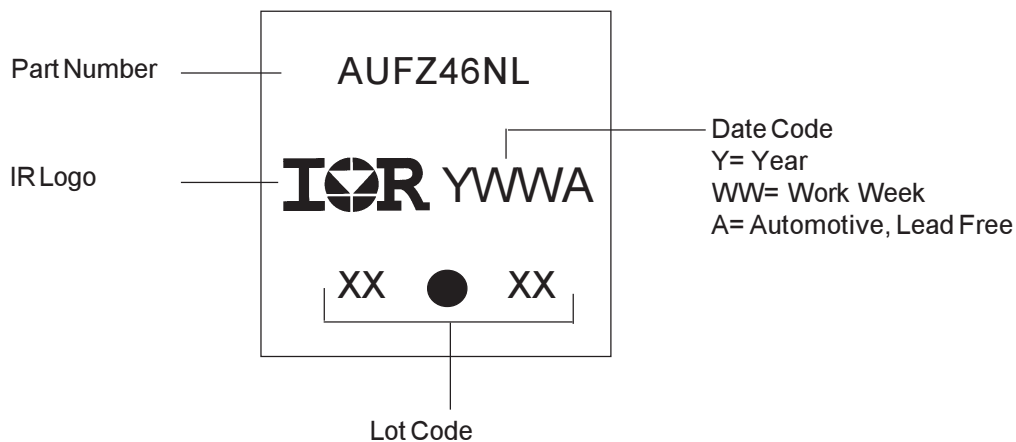 Part Number
AUFZ46NL
IR Logo
IOR YWWA
Date Code
Y= Year
WW= Work Week
A= Automotive, Lead Free
XX XX
Lot Code